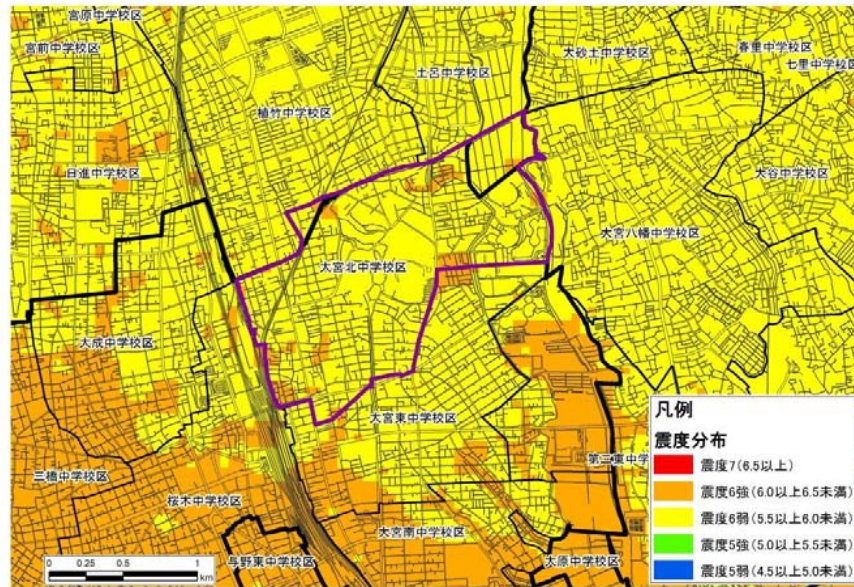 宮原中学校区
宮前中学校区
土呂中学校区
大砂土中学校区
春里中学校区
七里中学校区
植竹中学校区
日進中学校区
大谷中学校区
大宮八幡中学校区
大宮北中学校区
大成中学校区
大宮東中学校区
三橋中学校区
桜木中学校区
第二東中学
大宮南中学校区
与野東中学校区
大原中学校区
凡例
震度分布
震度7(6.5以上)
震度6強(6.0以上6.5未満)
震度6弱(5.5以上6.0未満)
震度5強(5.0以上5.5未満)
震度5弱(4.5以上5.0未満)
0 0.25 0.5 1
km